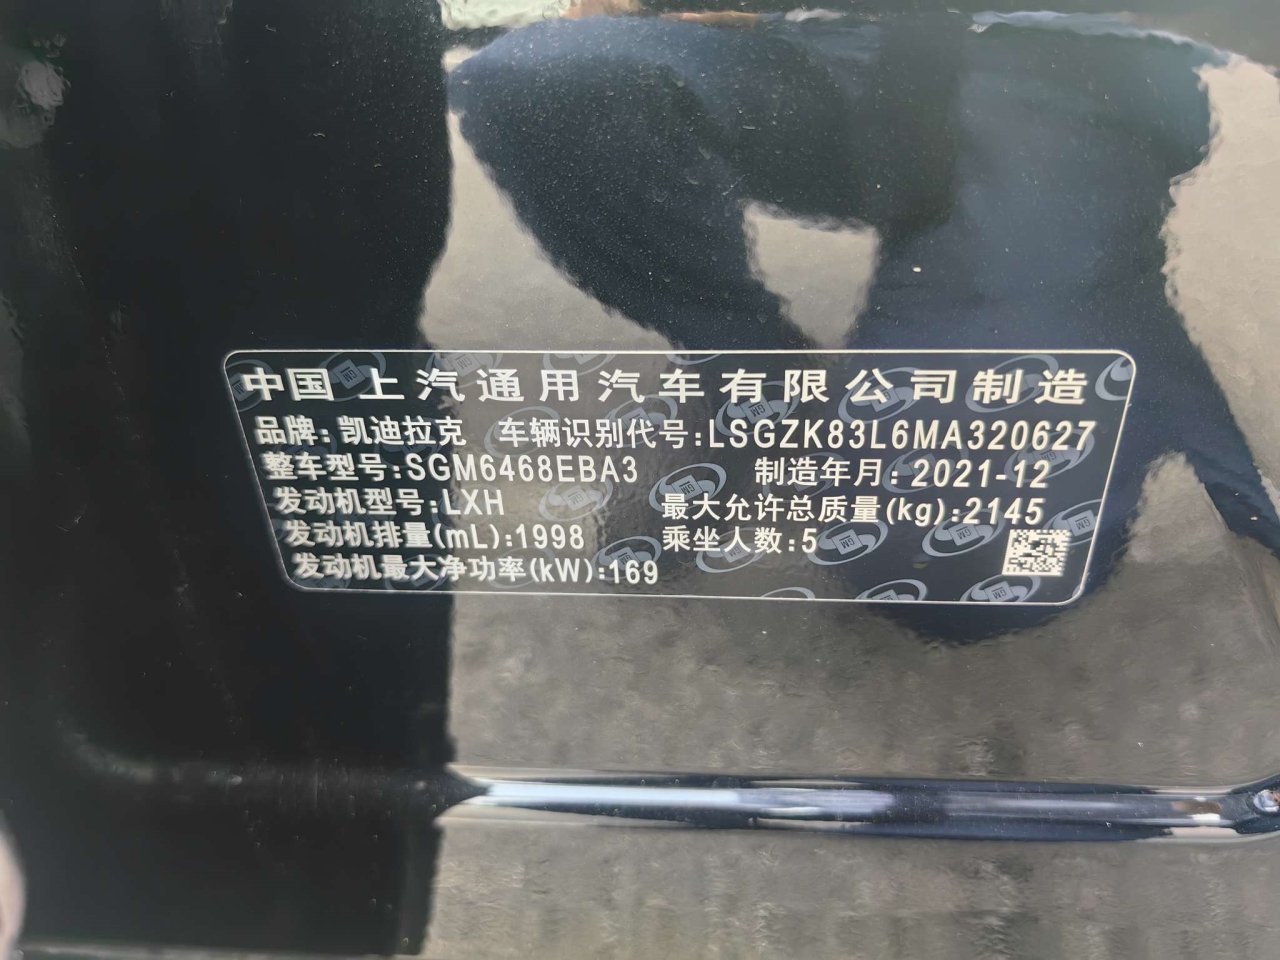 中国上汽通用汽车有限公司制造
品牌：凯迪拉克 车辆识别代号：LSGZK83L6MA320627
整车型号：SGM6468EBA3 制造年月：2021-12
发动机型号：LXH 最大允许总质量(kg)：2145
发动机排量(mL)：1998 乘坐人数：5
发动机最大净功率(kW)：169